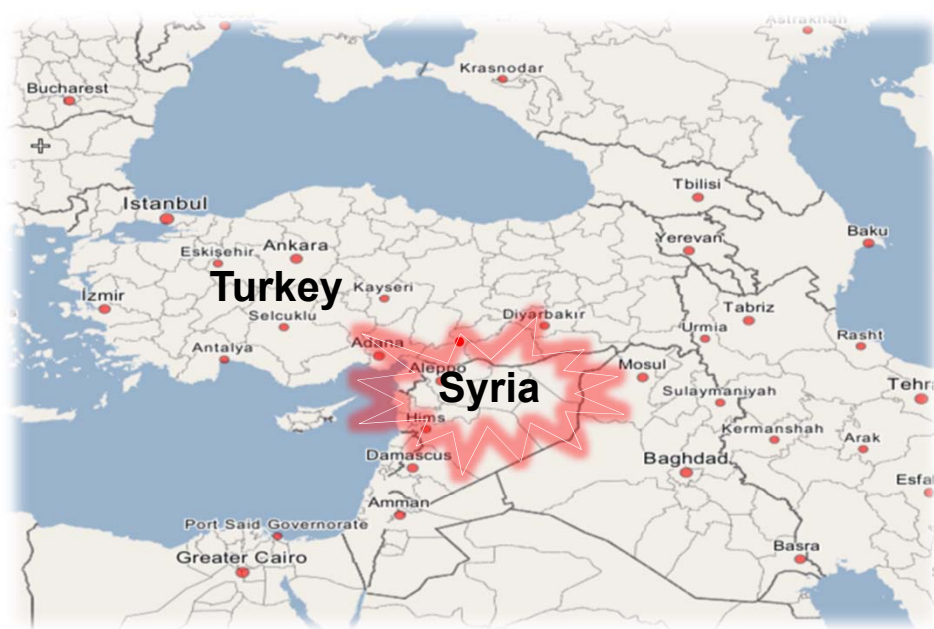 Astrakhan
Krasnodar
Bucharest
Tbilisi
Istanbul
Baku
Yerevan
Eskişehir
Ankara
Turkey
Kayseri
İzmir
Tabriz
Selcuklu
Diyarbakır
Urmia
Rasht
Adana
Antalya
Aleppo
Mosul
Syria
Sulaymaniyah
Tehr
Hims
Kermanshah
Arak
Damascus
Baghdad
Esfa
Amman
Port Said Governorate
Basra
Greater Cairo